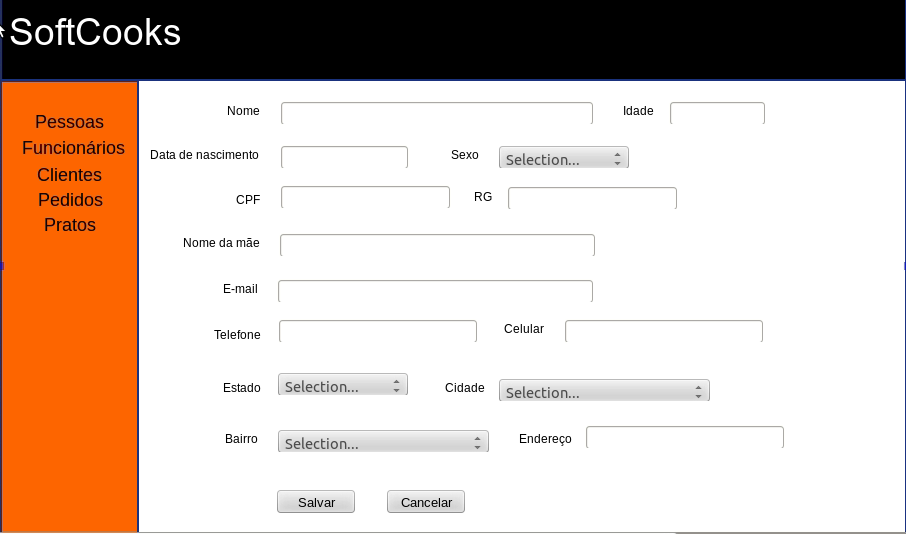 SoftCooks
Pessoas
Funcionários
Clientes
Pedidos
Pratos
Nome Idade
Data de nascimento Sexo Selection...
CPF RG
Nome da mãe
E-mail
Telefone Celular
Estado Selection... Cidade Selection...
Bairro Selection... Endereço
Salvar Cancelar